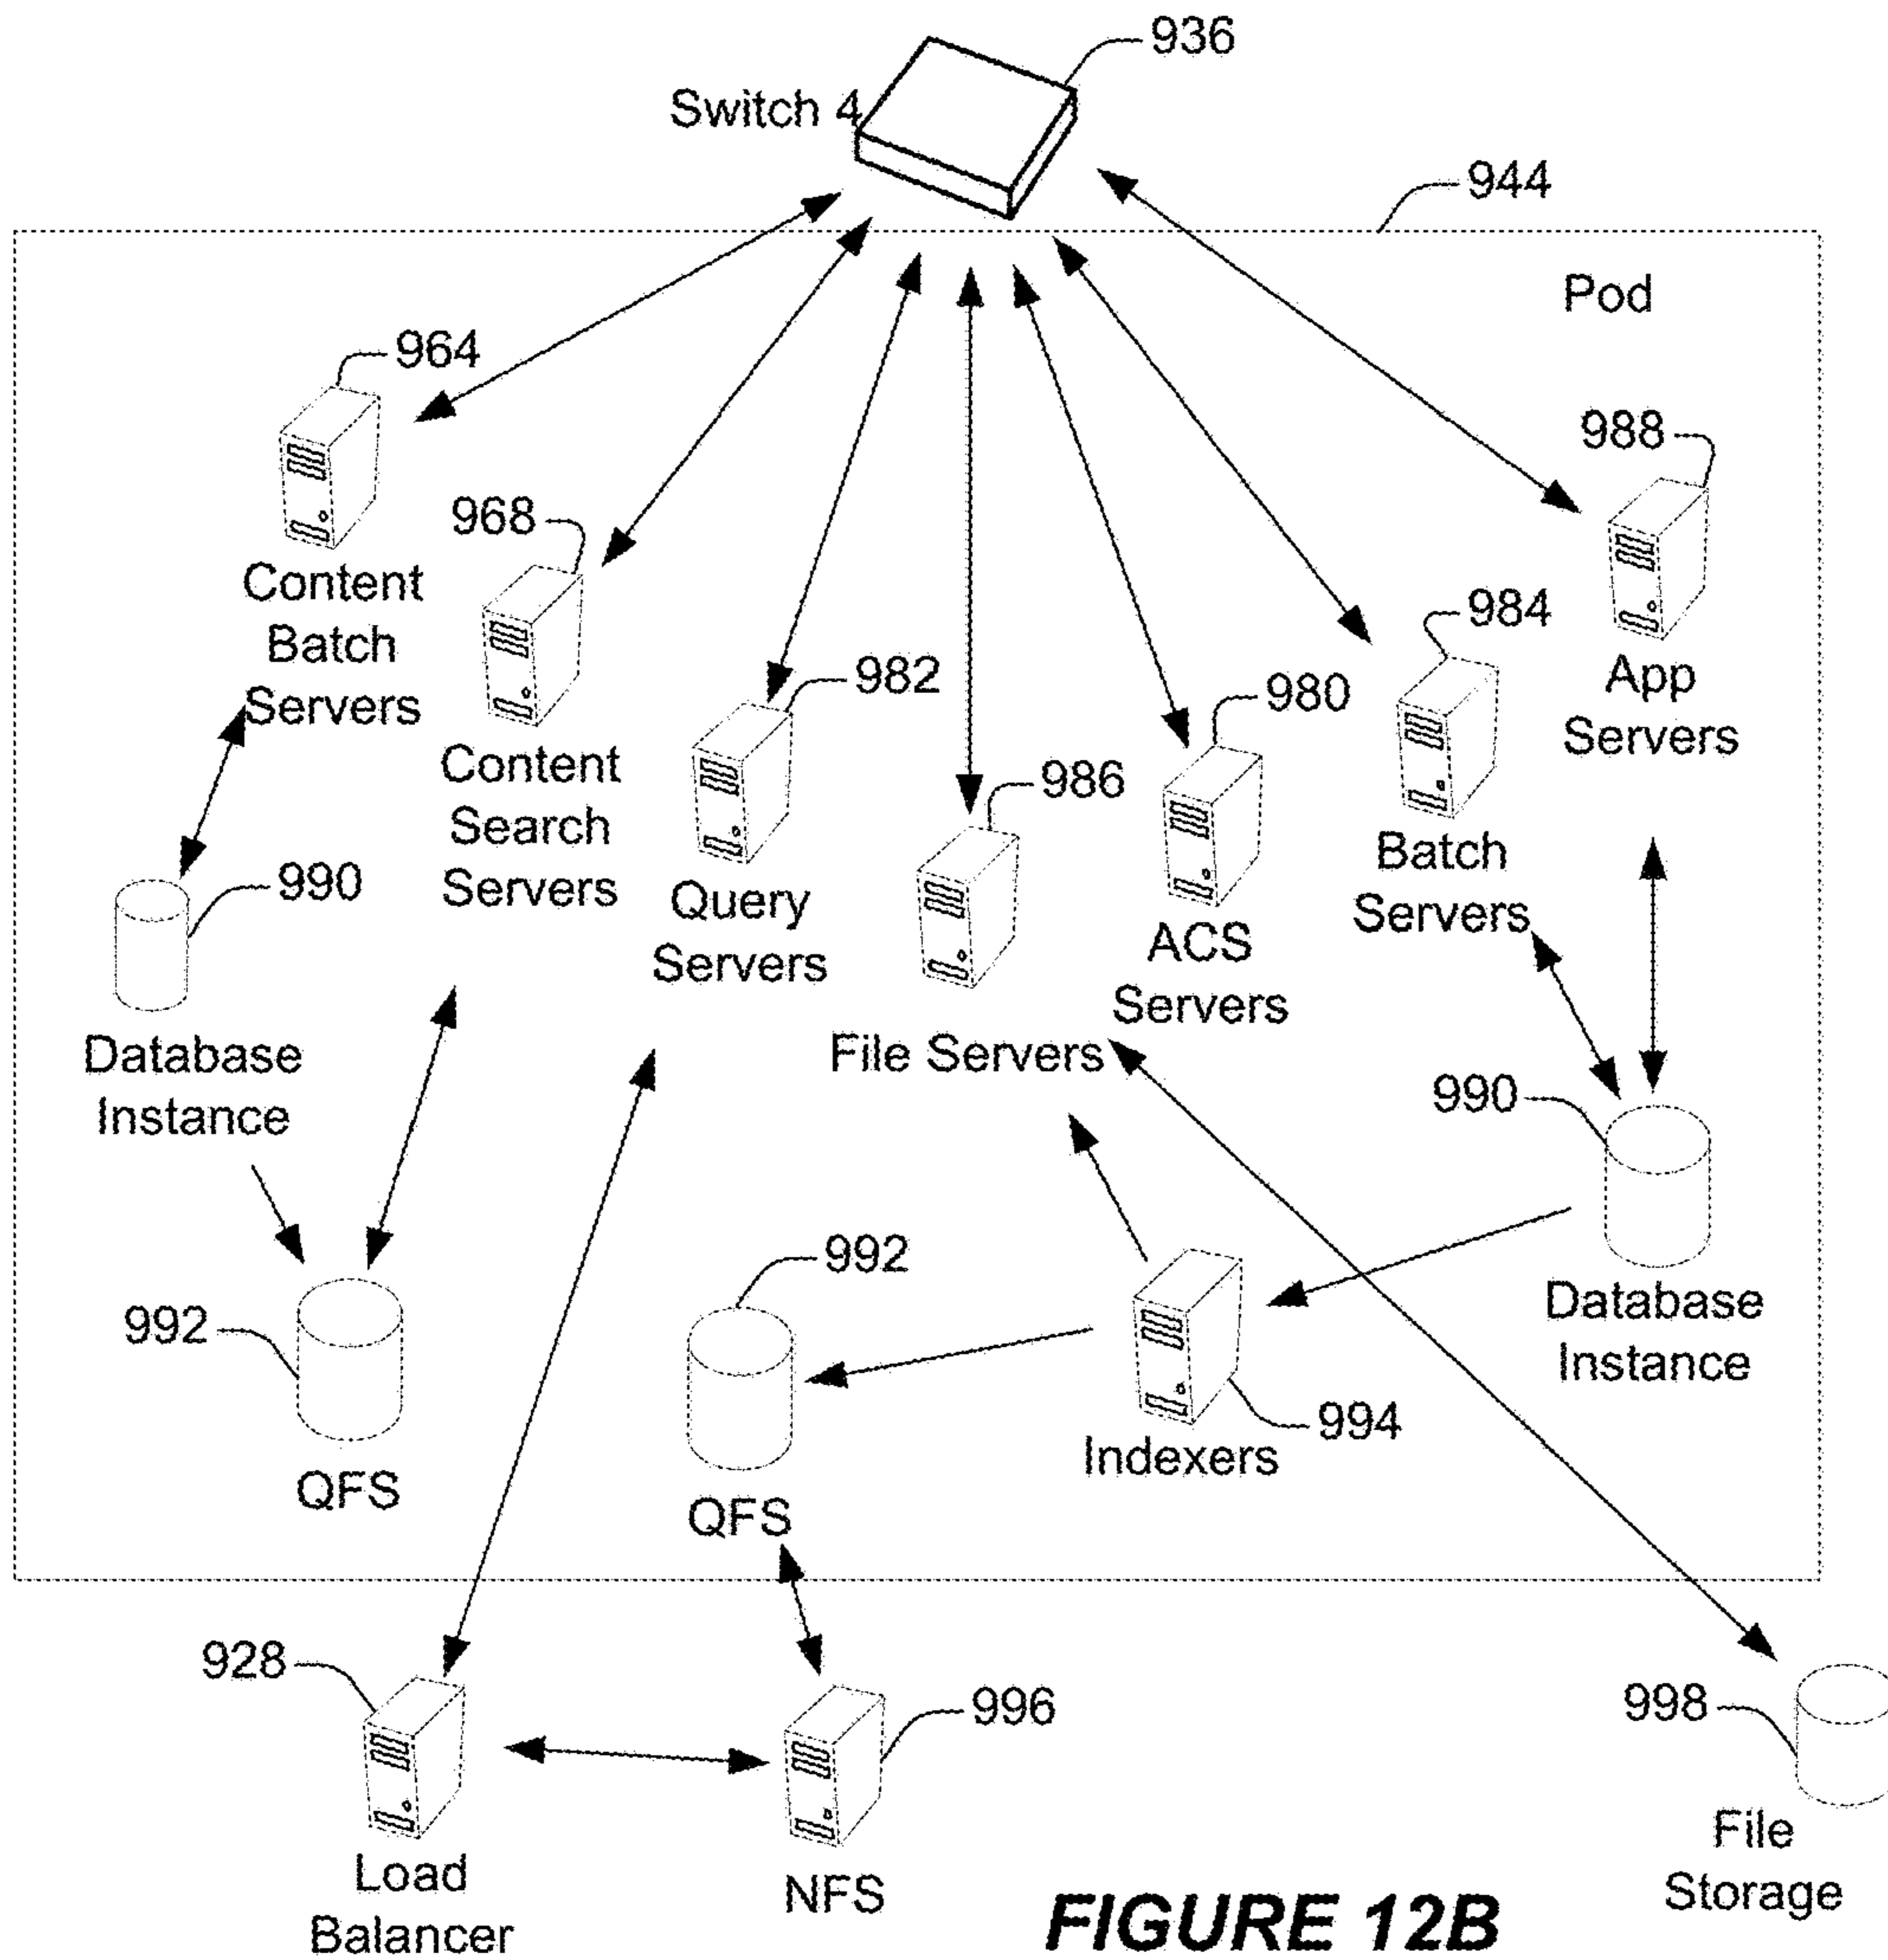 936
Switch 4
944
Pod
964
988
968
Content
Batch
Servers
984
982
980
App
Servers
Content
Search
Servers
986
Batch
Servers
990
Query
Servers
ACS
Servers
Database
Instance
File Servers
990
992
992
Database
Instance
994
Indexers
QFS
QFS
928
996
998
Load
Balancer
NFS
File
Storage
FIGURE 12B